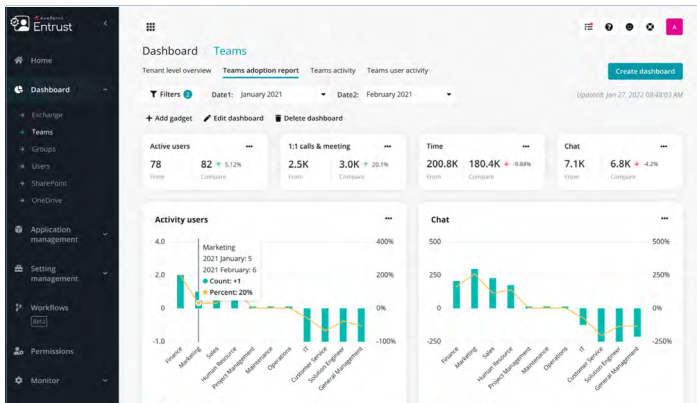 AvePoint
Entrust
Home
Dashboard
Exchange
Teams
Groups
Users
SharePoint
OneDrive
Application
management
Setting
management
Workflows
Beta
Permissions
Monitor
A
Dashboard Teams
Tenant level overview Teams adoption report Teams activity Teams user activity
Create dashboard
Filters 2 Date1: January 2021 Date2: February 2021
Updated: Jan 27, 2022 08:48:03 AM
+ Add gadget Edit dashboard Delete dashboard
Active users ••• 1:1 calls & meeting ••• Time ••• Chat •••
78 82 + 5.12% 2.5K 3.0K + 20.1% 200.8K 180.4K -9.84% 7.1K 6.8K -4.2%
From Compare From Compare From Compare From Compare
Activity users •••
4.0 400%
2.0 200%
0 0%
-1.0 -100%
Marketing
2021 January: 5
2021 February: 6
Count: +1
Percent: 20%
Finance
Marketing
Sales
Human Resource
Project Management
Maintenance
Operations
IT
Customer Service
Solution Engineer
General Management
Chat •••
500 500%
250 250%
0 0%
-250 -250%
Finance
Marketing
Sales
Human Resource
Project Management
Maintenance
Operations
IT
Customer Service
Solution Engineer
General Management